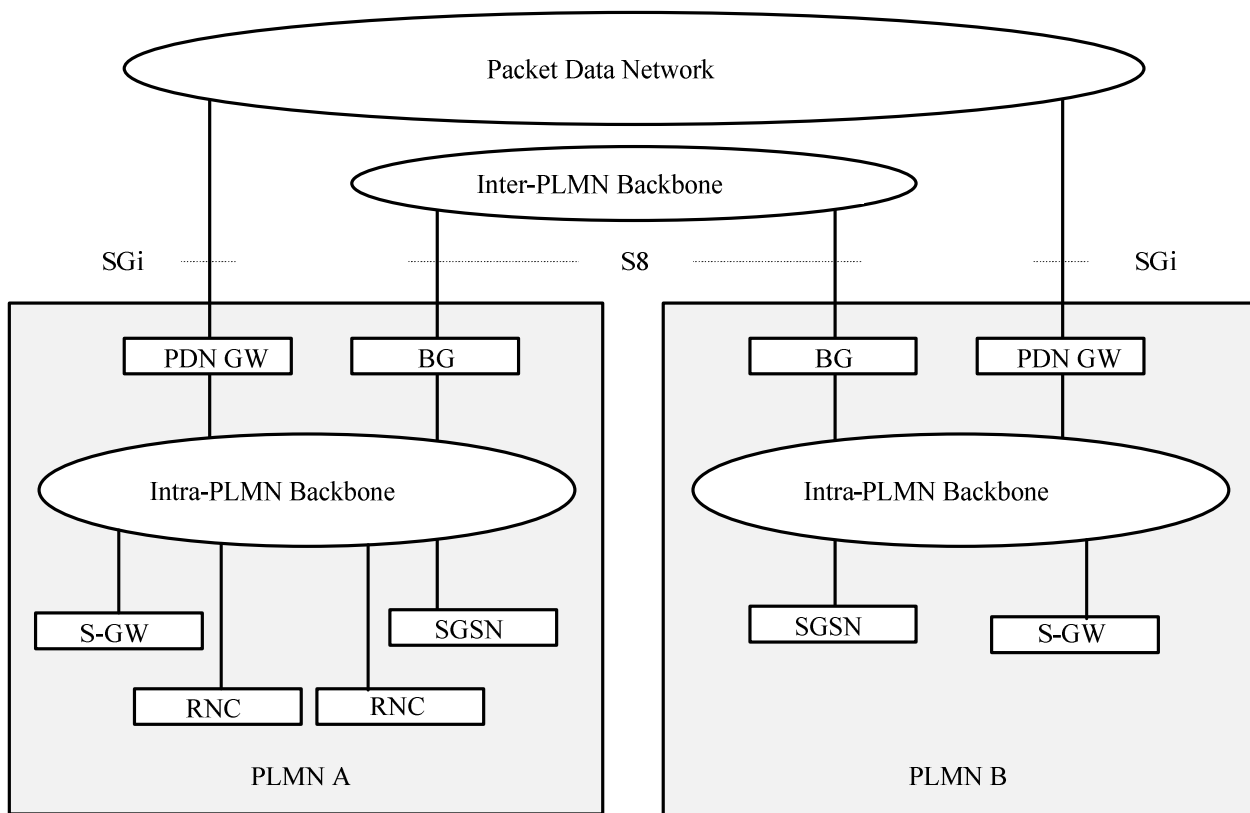 Packet Data Network
Inter-PLMN Backbone
SGi
S8
SGi
PDN GW
BG
BG
PDN GW
Intra-PLMN Backbone
Intra-PLMN Backbone
S-GW
SGSN
SGSN
S-GW
RNC
RNC
PLMN A
PLMN B